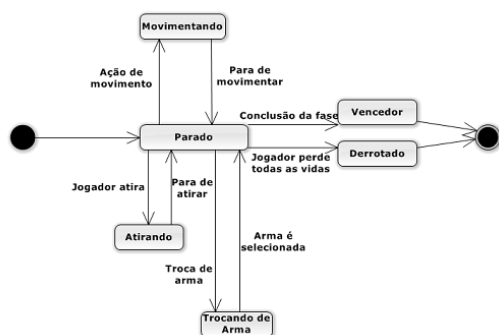 Movimentando
Ação de
movimento
Para de
movimentar
Conclusão da fase
Vencedor
Parado
Jogador perde
todas as vidas
Derrotado
Jogador atira
Para de
atirar
Atirando
Troca de
arma
Arma é
selecionada
Trocando de
Arma